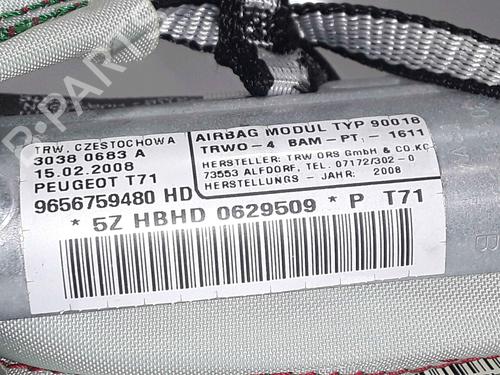 TRW. CZESTOCHOWA
3038 0683 A
15.02.2008
PEUGEOT T71
9656759480 HD
AIRBAG MODUL TYP 90018
TRWO-4 BAM-PT.- 1611
HERSTELLER: TRW ORS GmbH & CO.KC
73553 ALFDORF, TEL. 07172/302-0
HERSTELLUNGS - JAHR: 2008
* 5Z HBHD 0629509 * P T71
B